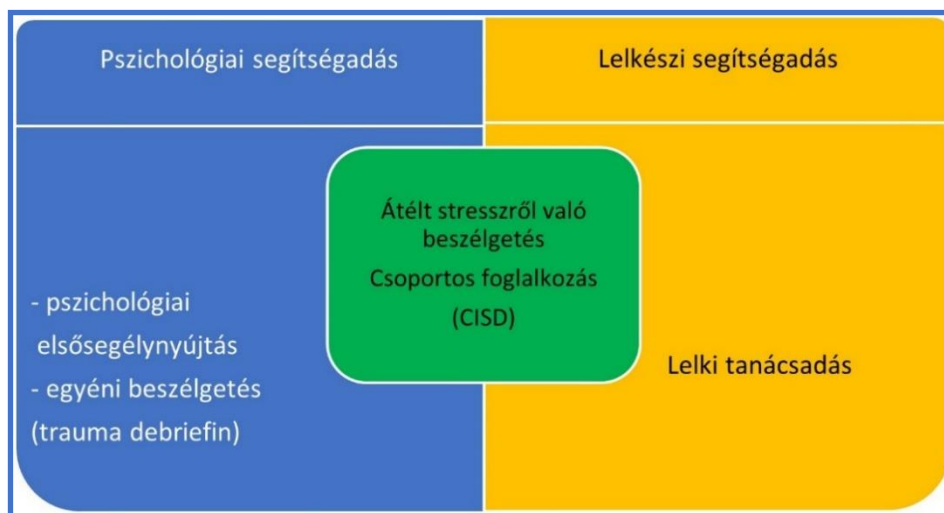 Pszichológiai segítségadás
Lelkészi segítségadás
Átélt stresszről való
beszélgetés
Csoportos foglalkozás
(CISD)
- pszichológiai
elsősegélynyújtás
- egyéni beszélgetés
(trauma debriefin)
Lelki tanácsadás